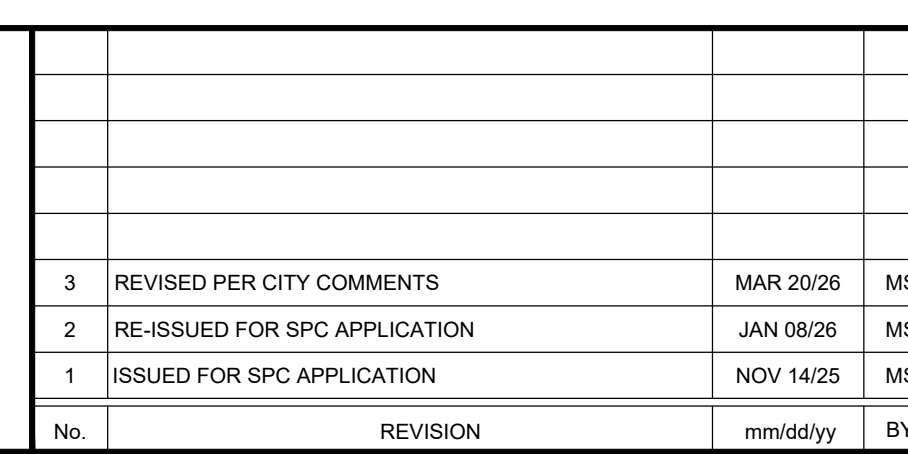 3 REVISED PER CITY COMMENTS MAR 20/26
2 RE-ISSUED FOR SPC APPLICATION JAN 08/26
1 ISSUED FOR SPC APPLICATION NOV 14/25
No. REVISION mm/dd/yy BY